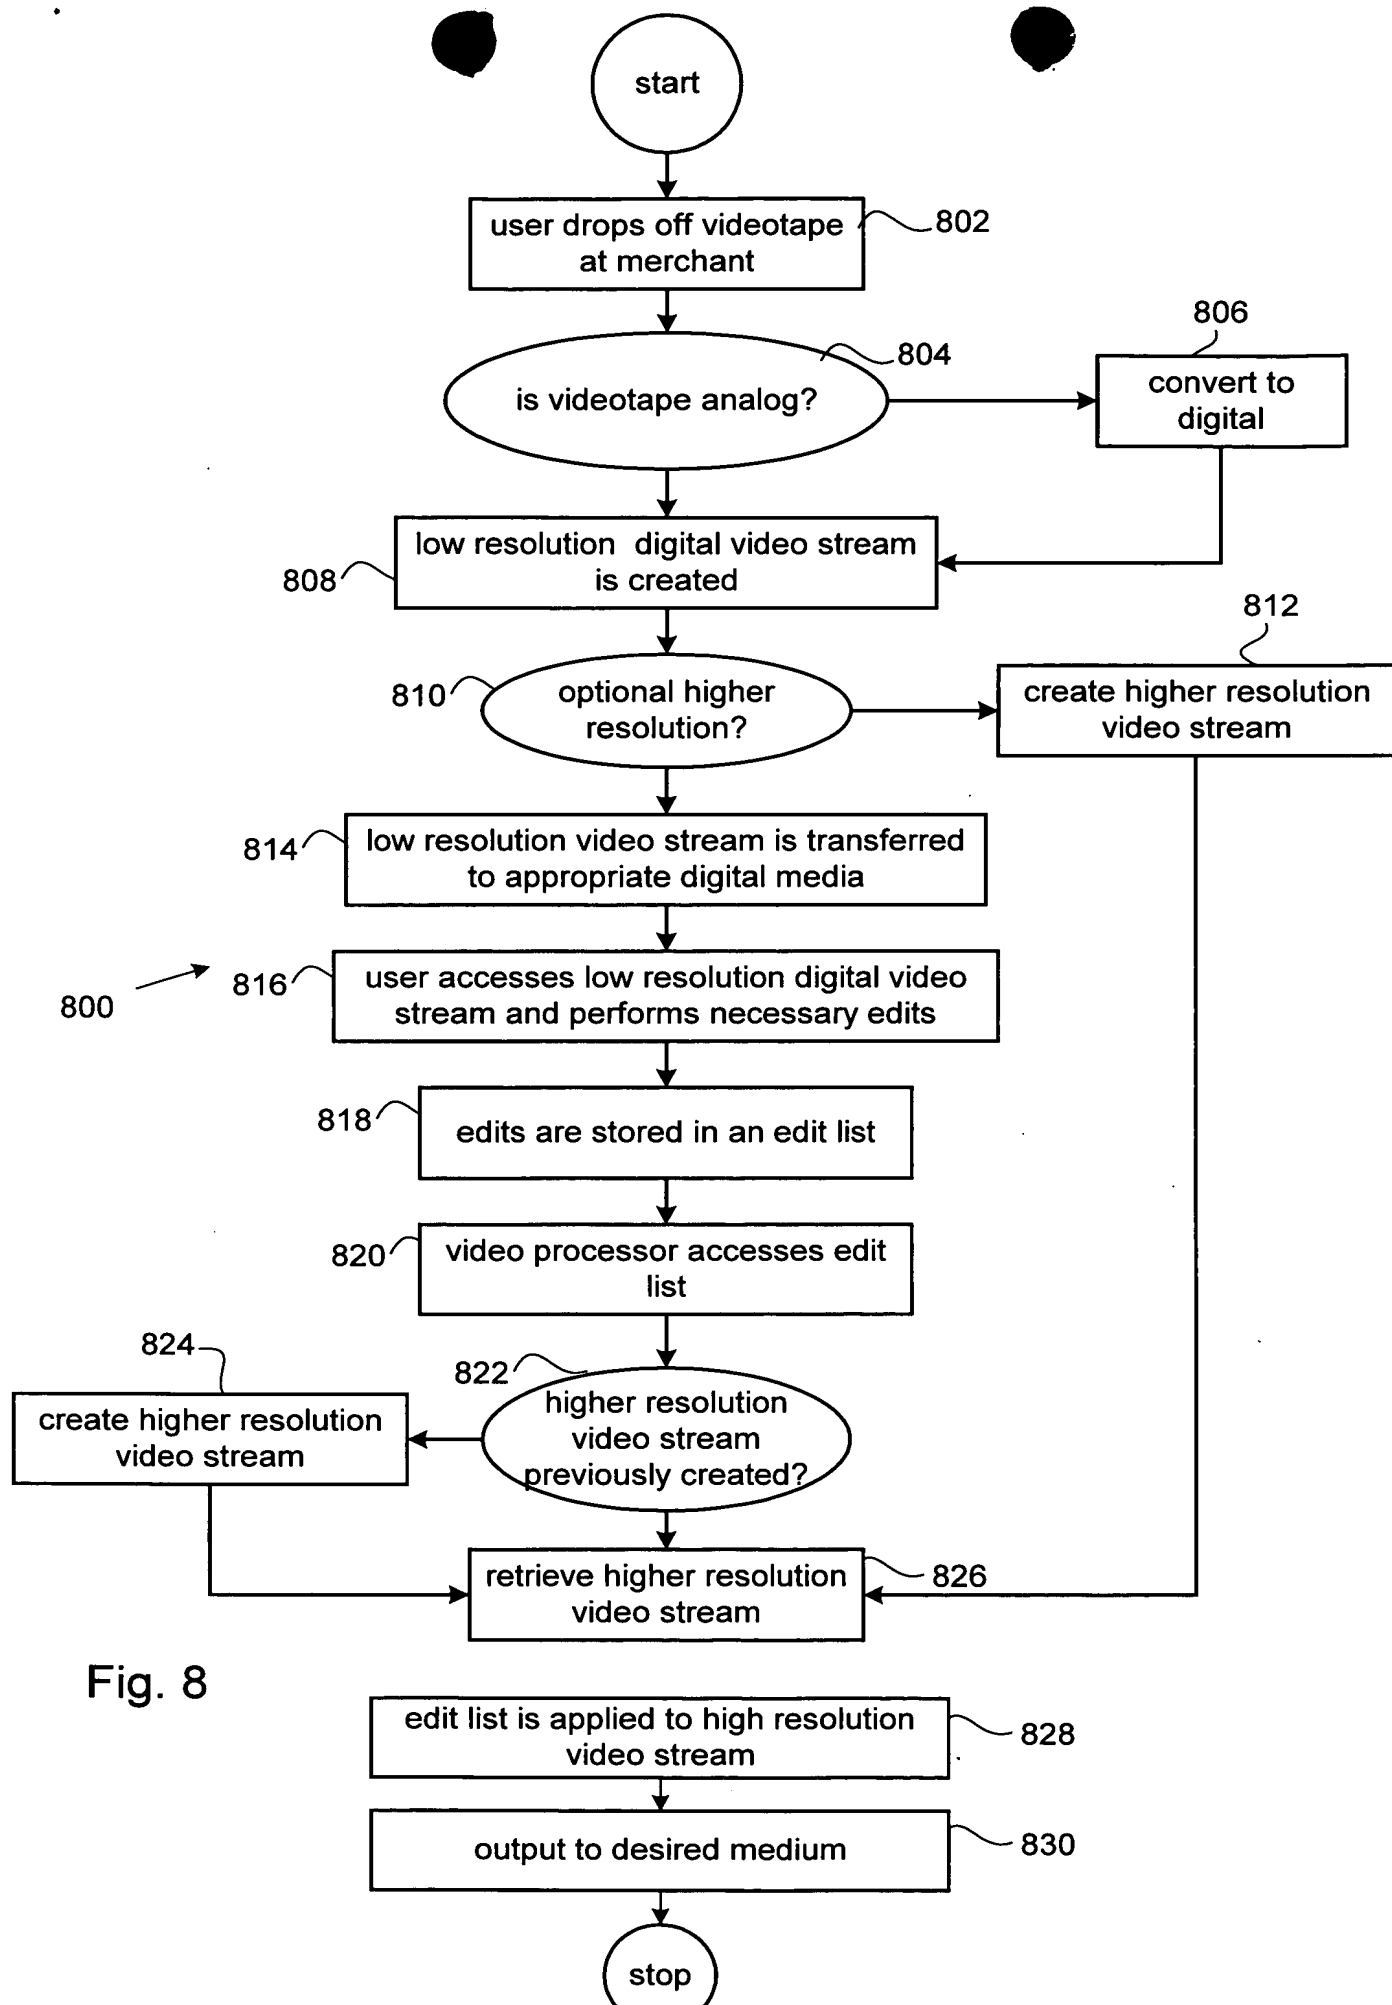 start
user drops off videotape
at merchant
802
804
is videotape analog?
806
convert to
digital
low resolution digital video stream
is created
808
812
810
optional higher
resolution?
create higher resolution
video stream
814
low resolution video stream is transferred
to appropriate digital media
800
816
user accesses low resolution digital video
stream and performs necessary edits
818
edits are stored in an edit list
820
video processor accesses edit
list
824
822
create higher resolution
video stream
higher resolution
video stream
previously created?
retrieve higher resolution
video stream
826
Fig. 8
edit list is applied to high resolution
video stream
828
output to desired medium
830
stop